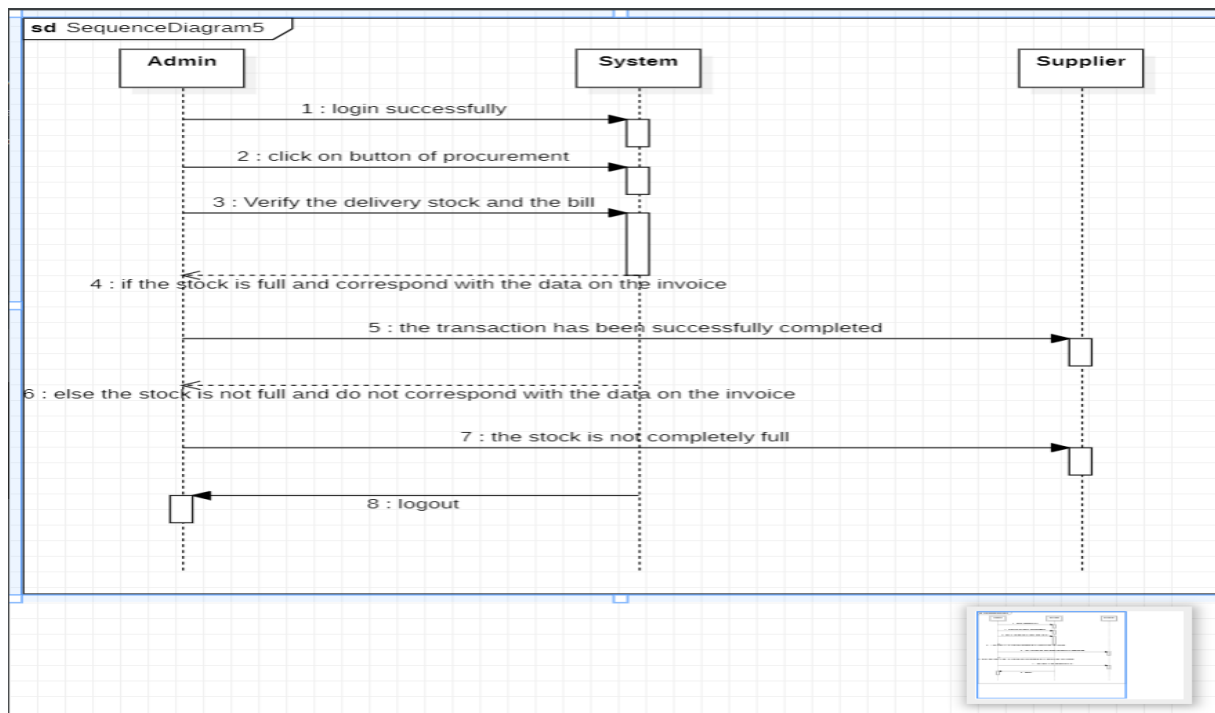 sd SequenceDiagram5
Admin
System
Supplier
1 : login successfully
2 : click on button of procurement
3 : Verify the delivery stock and the bill
4 : if the stock is full and correspond with the data on the invoice
5 : the transaction has been successfully completed
6 : else the stock is not full and do not correspond with the data on the invoice
7 : the stock is not completely full
8 : logout